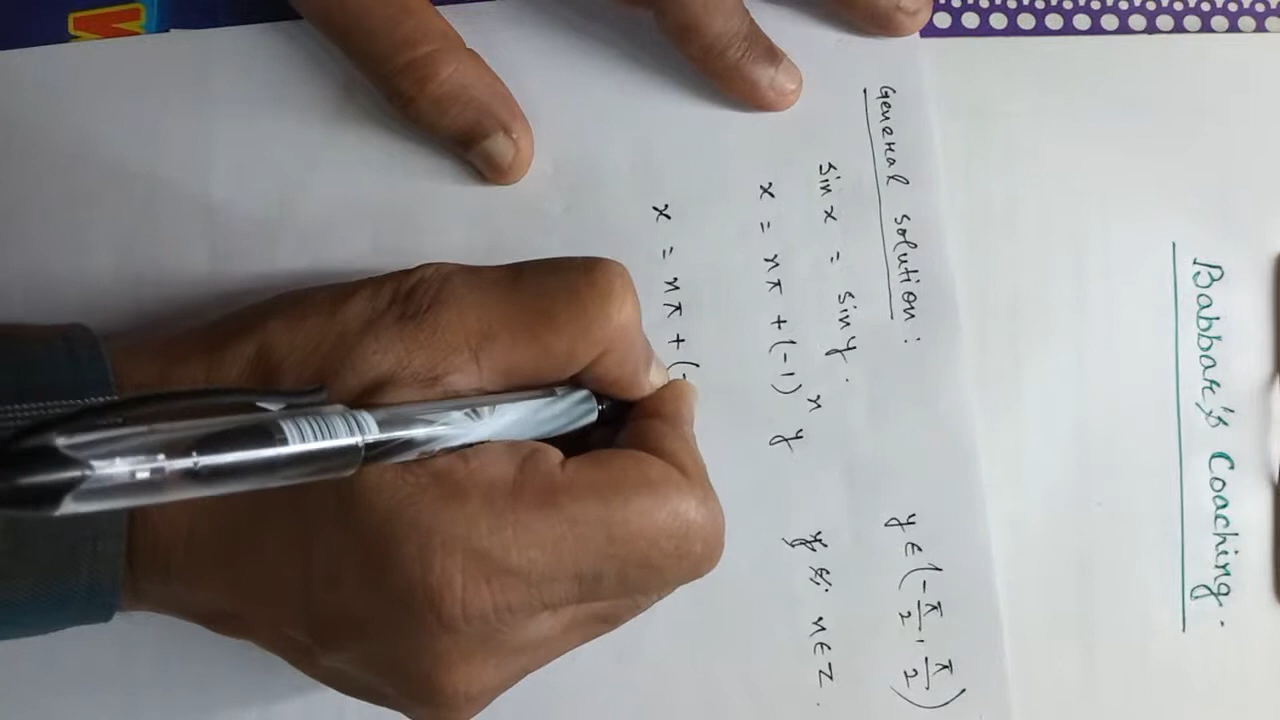 Babbar's Coaching.
General solution:
y ∈ (-π/2, π/2)
sin x = sin y.
x = nπ + (-1)ⁿ y
n ∈ Z.
x = nπ + (-